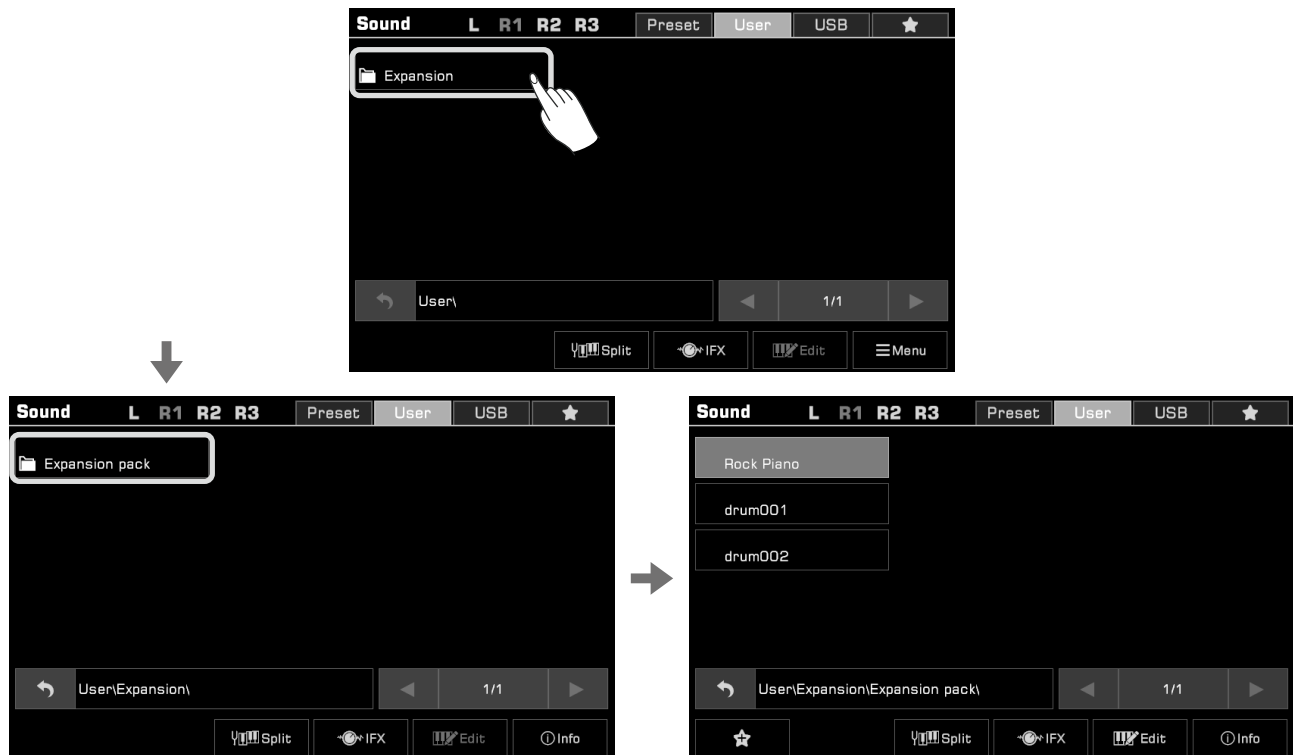 Sound L R1 R2 R3 Preset User USB
Expansion
User\ 1/1
Split IFX Edit Menu
Sound L R1 R2 R3 Preset User USB
Expansion pack
User\Expansion\ 1/1
Split IFX Edit Info
Sound L R1 R2 R3 Preset User USB
Rock Piano
drum001
drum002
User\Expansion\Expansion pack\ 1/1
Split IFX Edit Info